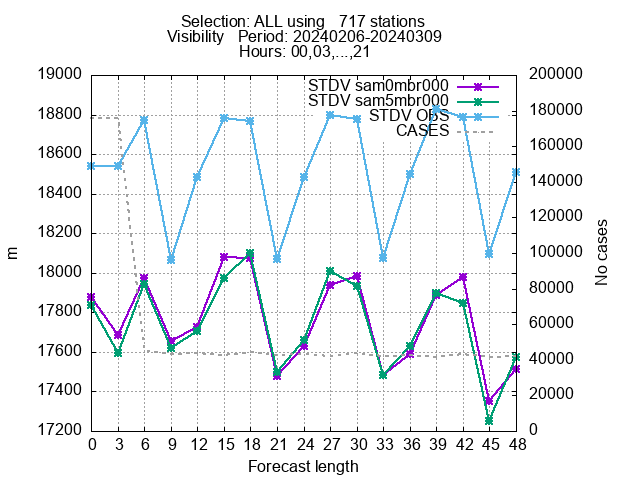 Selection: ALL using   717 stations
Visibility   Period: 20240206-20240309
Hours: 00,03,...,21
STDV sam0mbr000
STDV sam5mbr000
STDV OBS
CASES
19000
18800
18600
18400
18200
18000
17800
17600
17400
17200
m
200000
180000
160000
140000
120000
100000
80000
60000
40000
20000
0
No cases
0 3 6 9 12 15 18 21 24 27 30 33 36 39 42 45 48
Forecast length